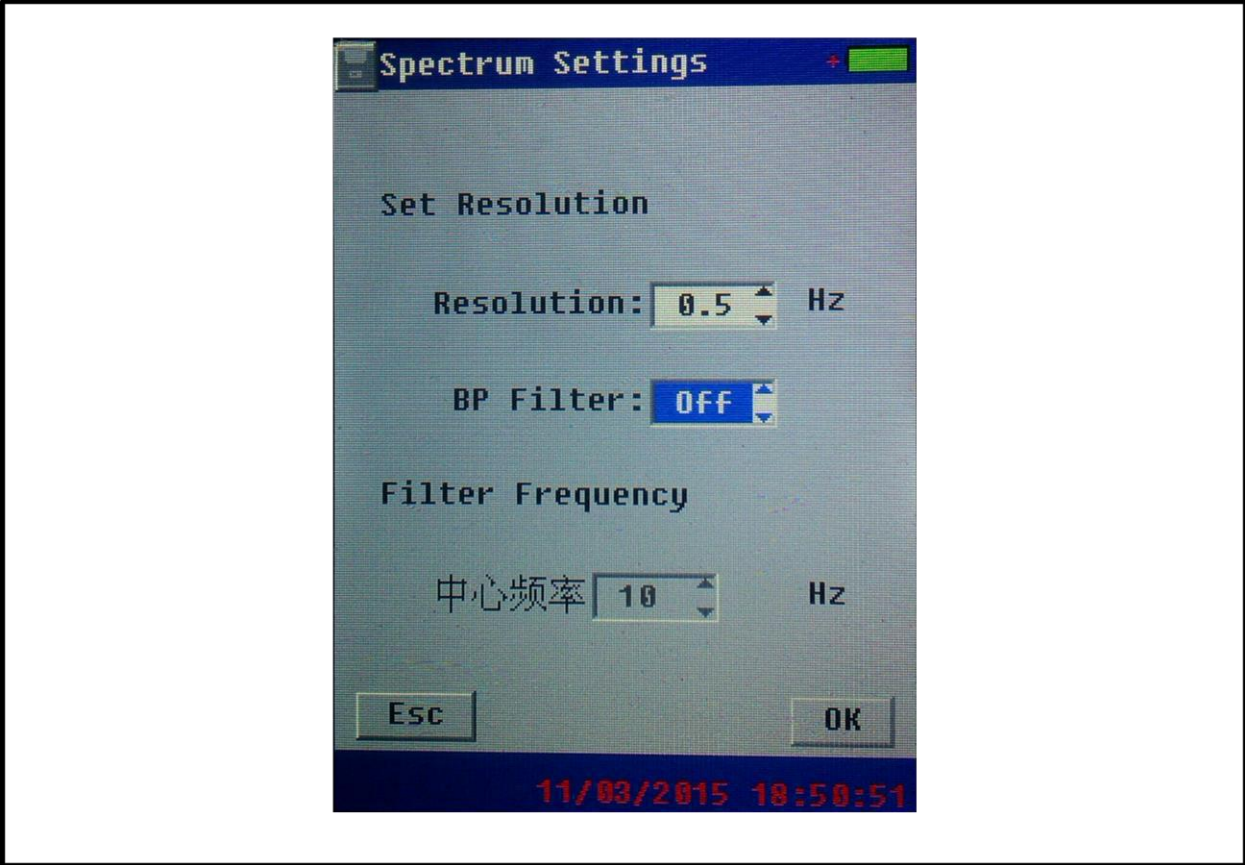 Spectrum Settings
+
Set Resolution
Resolution: 0.5 Hz
BP Filter: Off
Filter Frequency
中心频率 10 Hz
Esc OK
11/03/2015 18:50:51